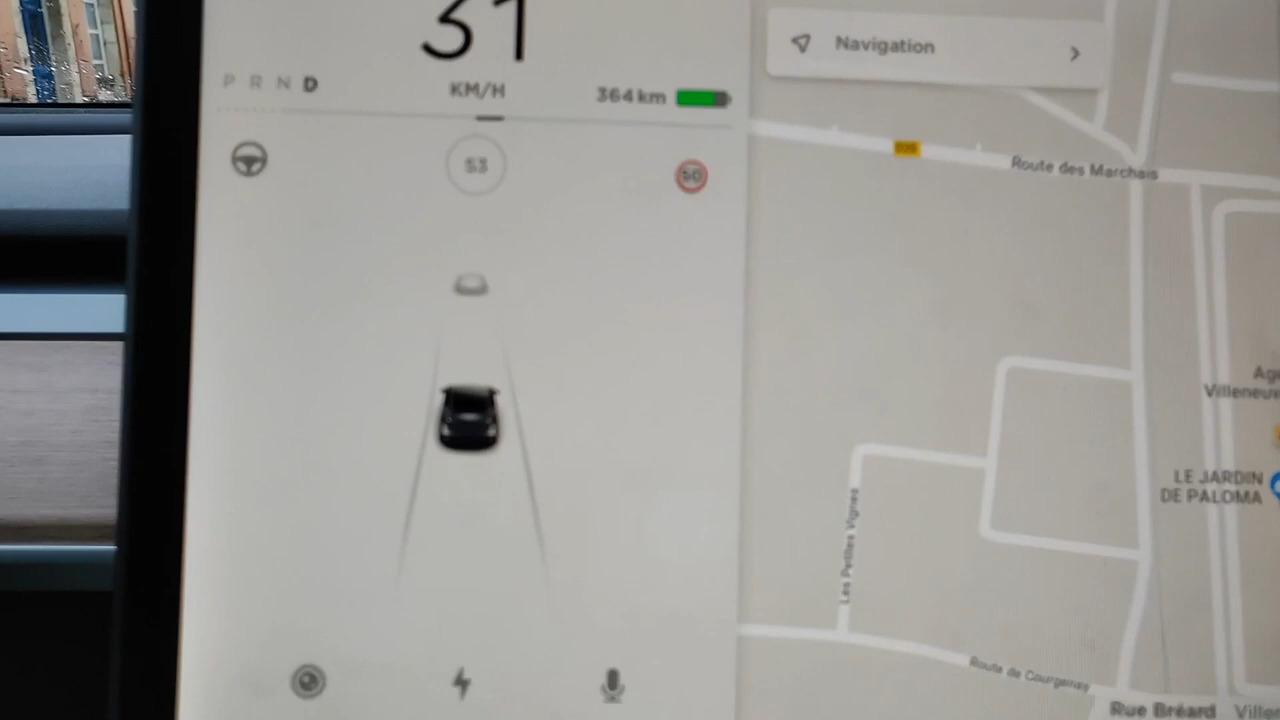 31
P R N D
KM/H
364 km
53
50
Navigation
Route des Marchais
LE JARDIN
DE PALOMA
Les Petites Vignes
Route de Courgenay
Rue Bréard